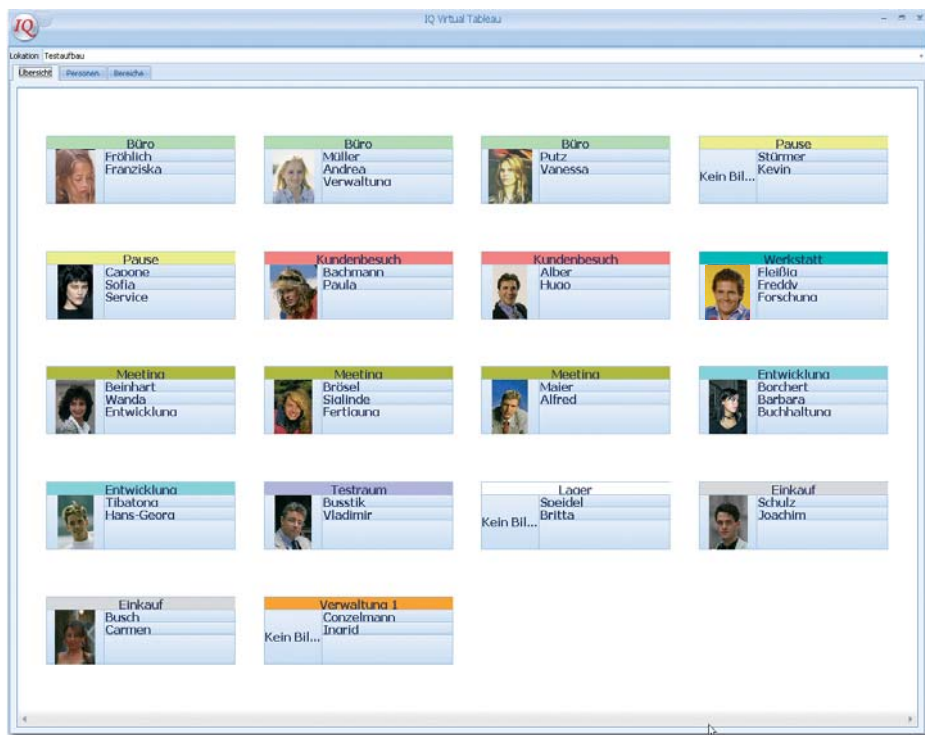 IQ
IQ Virtual Tableau
Lokation Testaufbau
Übersicht Personen Bereiche
Büro
Fröhlich
Franziska
Büro
Müller
Andrea
Verwaltung
Büro
Putz
Vanessa
Pause
Kein Bil...
Stürmer
Kevin
Pause
Capone
Sofia
Service
Kundenbesuch
Bachmann
Paula
Kundenbesuch
Alber
Hugo
Werkstatt
Fleißig
Freddy
Forschung
Meeting
Beinhart
Wanda
Entwicklung
Meeting
Brösel
Siglinde
Fertigung
Meeting
Maier
Alfred
Entwicklung
Borchert
Barbara
Buchhaltung
Entwicklung
Tibatong
Hans-Georg
Testraum
Busstik
Vladimir
Lager
Kein Bil...
Speidel
Britta
Einkauf
Schulz
Joachim
Einkauf
Busch
Carmen
Verwaltung 1
Kein Bil...
Conzelmann
Ingrid